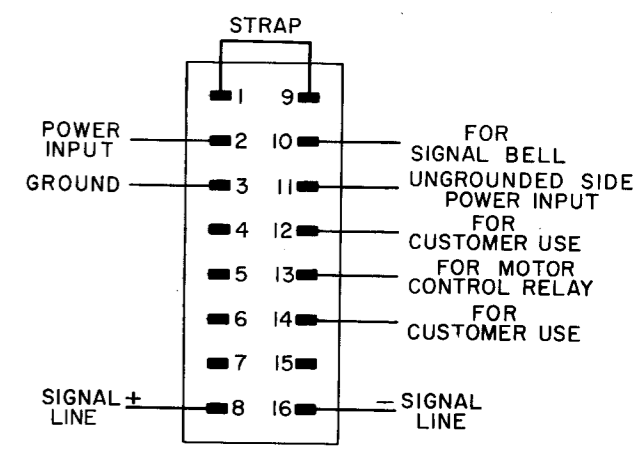 STRAP
1 9
POWER INPUT 2 10 FOR SIGNAL BELL
GROUND 3 11 UNGROUNDED SIDE POWER INPUT
4 12 FOR CUSTOMER USE
5 13 FOR MOTOR CONTROL RELAY
6 14 FOR CUSTOMER USE
7 15
SIGNAL + LINE 8 16 − SIGNAL LINE